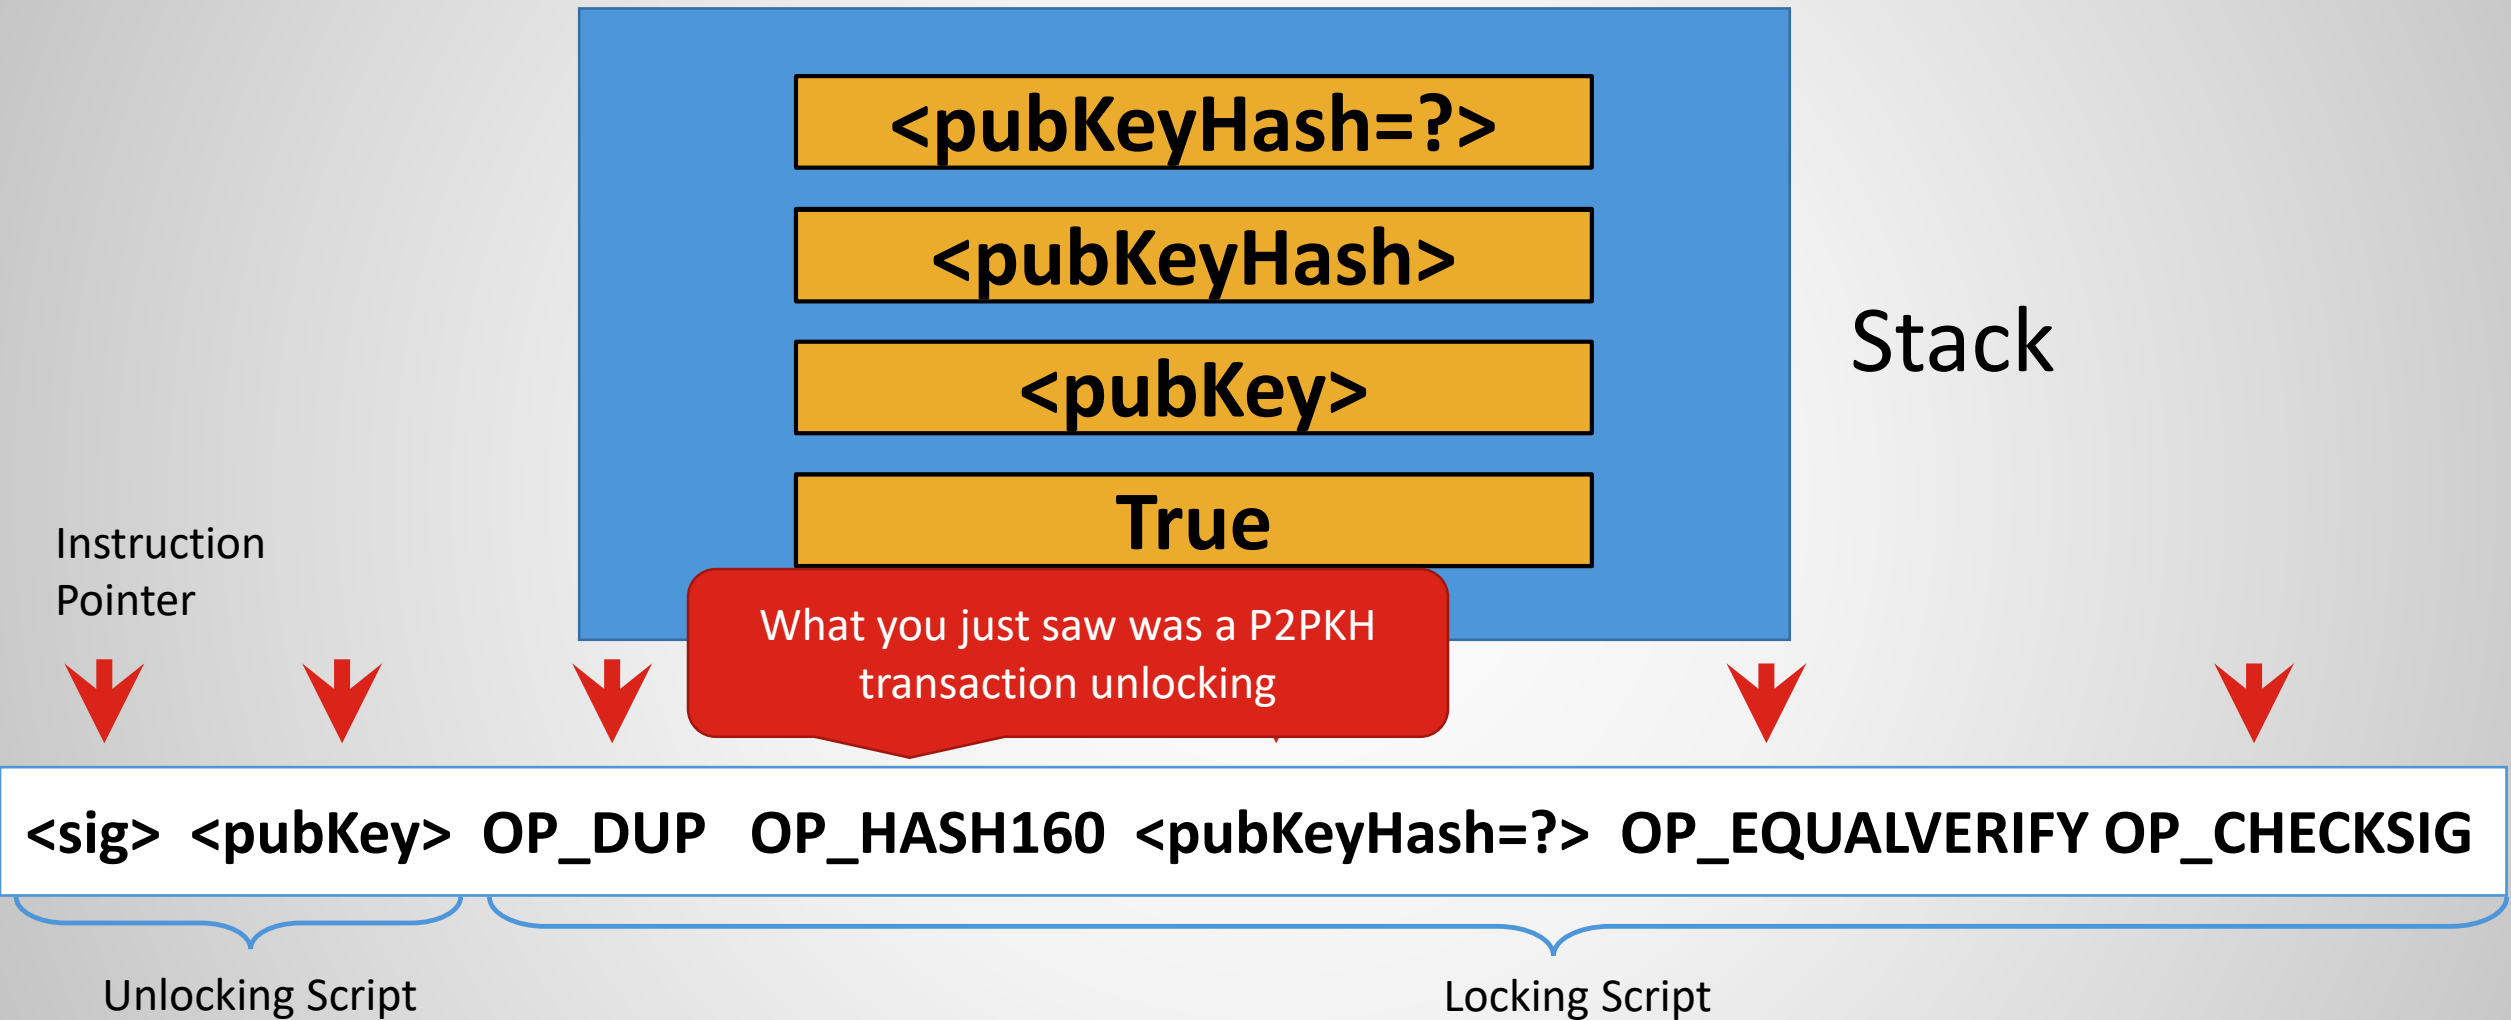 <pubKeyHash=?>
<pubKeyHash>
<pubKey>
True
Stack
Instruction
Pointer
What you just saw was a P2PKH
transaction unlocking
<sig> <pubKey> OP_DUP OP_HASH160 <pubKeyHash=?> OP_EQUALVERIFY OP_CHECKSIG
Unlocking Script
Locking Script